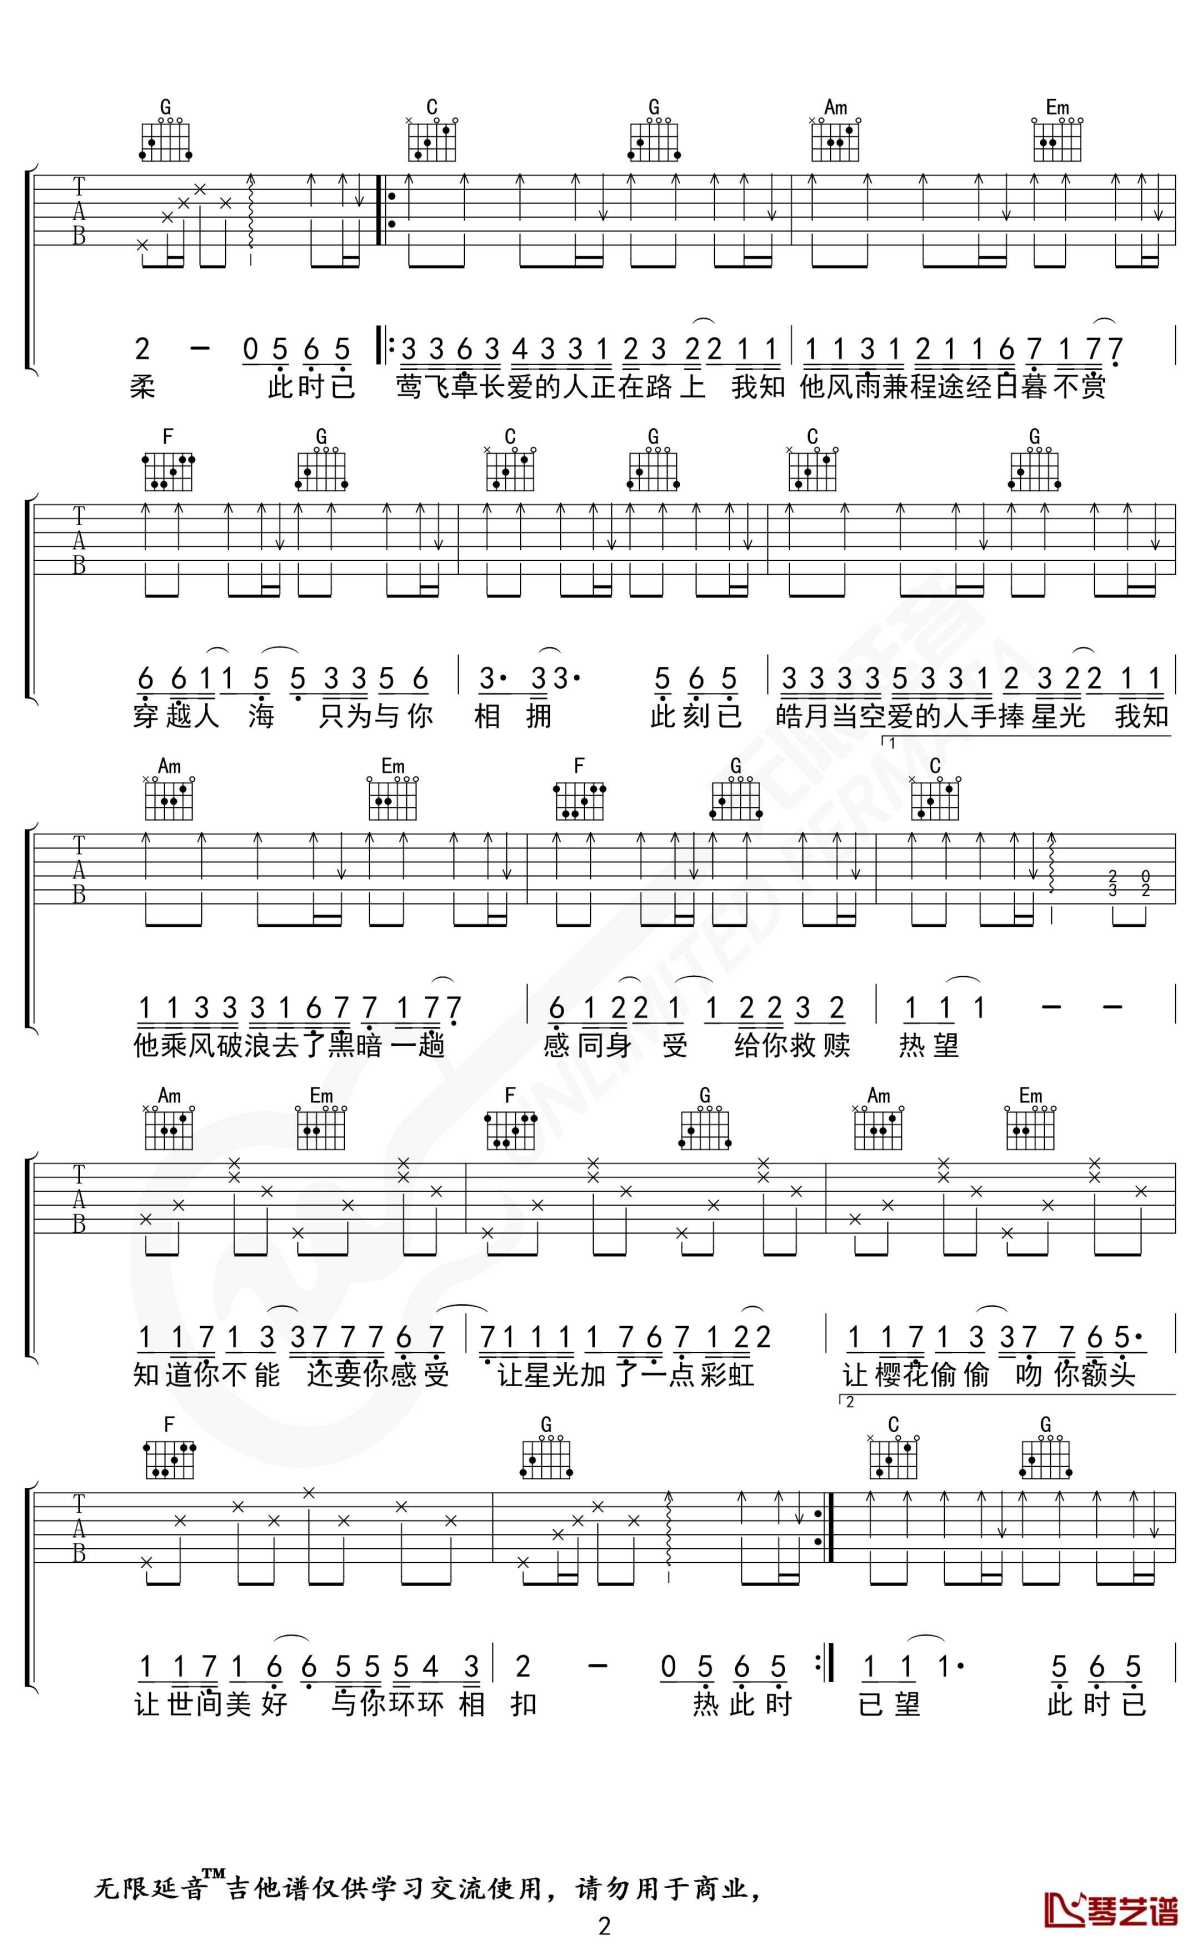 G C G Am Em
T
A
B
2 — 0 5 6 5 3 3 6 3 4 3 3 1 2 3 2 2 1 1 1 1 3 1 2 1 1 6 7 1 7 7
柔 此时已 莺飞草长爱的人正在路上 我知 他风雨兼程途经日暮不赏
F G C G C G
T
A
B
6 6 1 1 5 5 3 3 5 6 3· 3 3· 5 6 5 3 3 3 3 5 3 3 1 2 3 2 2 1 1
穿越人 海 只为与你 相 拥 此刻已 皓月当空爱的人手捧星光 我知
1
Am Em F G C
T
A
B
2 0
3 2
1 1 3 3 3 1 6 7 7 1 7 7 6 1 2 2 1 1 2 2 3 2 1 1 1 — —
他乘风破浪去了黑暗一趟 感同身 受 给你救赎 热望
Am Em F G Am Em
T
A
B
1 1 7 1 3 3 7 7 7 6 7 7 1 1 1 1 7 6 7 1 2 2 1 1 7 1 3 3 7 7 6 5·
知道你不能 还要你感受 让星光加了一点彩虹 让樱花偷偷 吻你额头
2
F G C G
T
A
B
1 1 7 1 6 6 5 5 5 4 3 2 — 0 5 6 5 1 1 1· 5 6 5
让世间美好 与你环环相 扣 热此时 已望 此时已
无限延音™吉他谱仅供学习交流使用，请勿用于商业，
2
琴艺谱
无限延音
UNLIMITED FERMATA